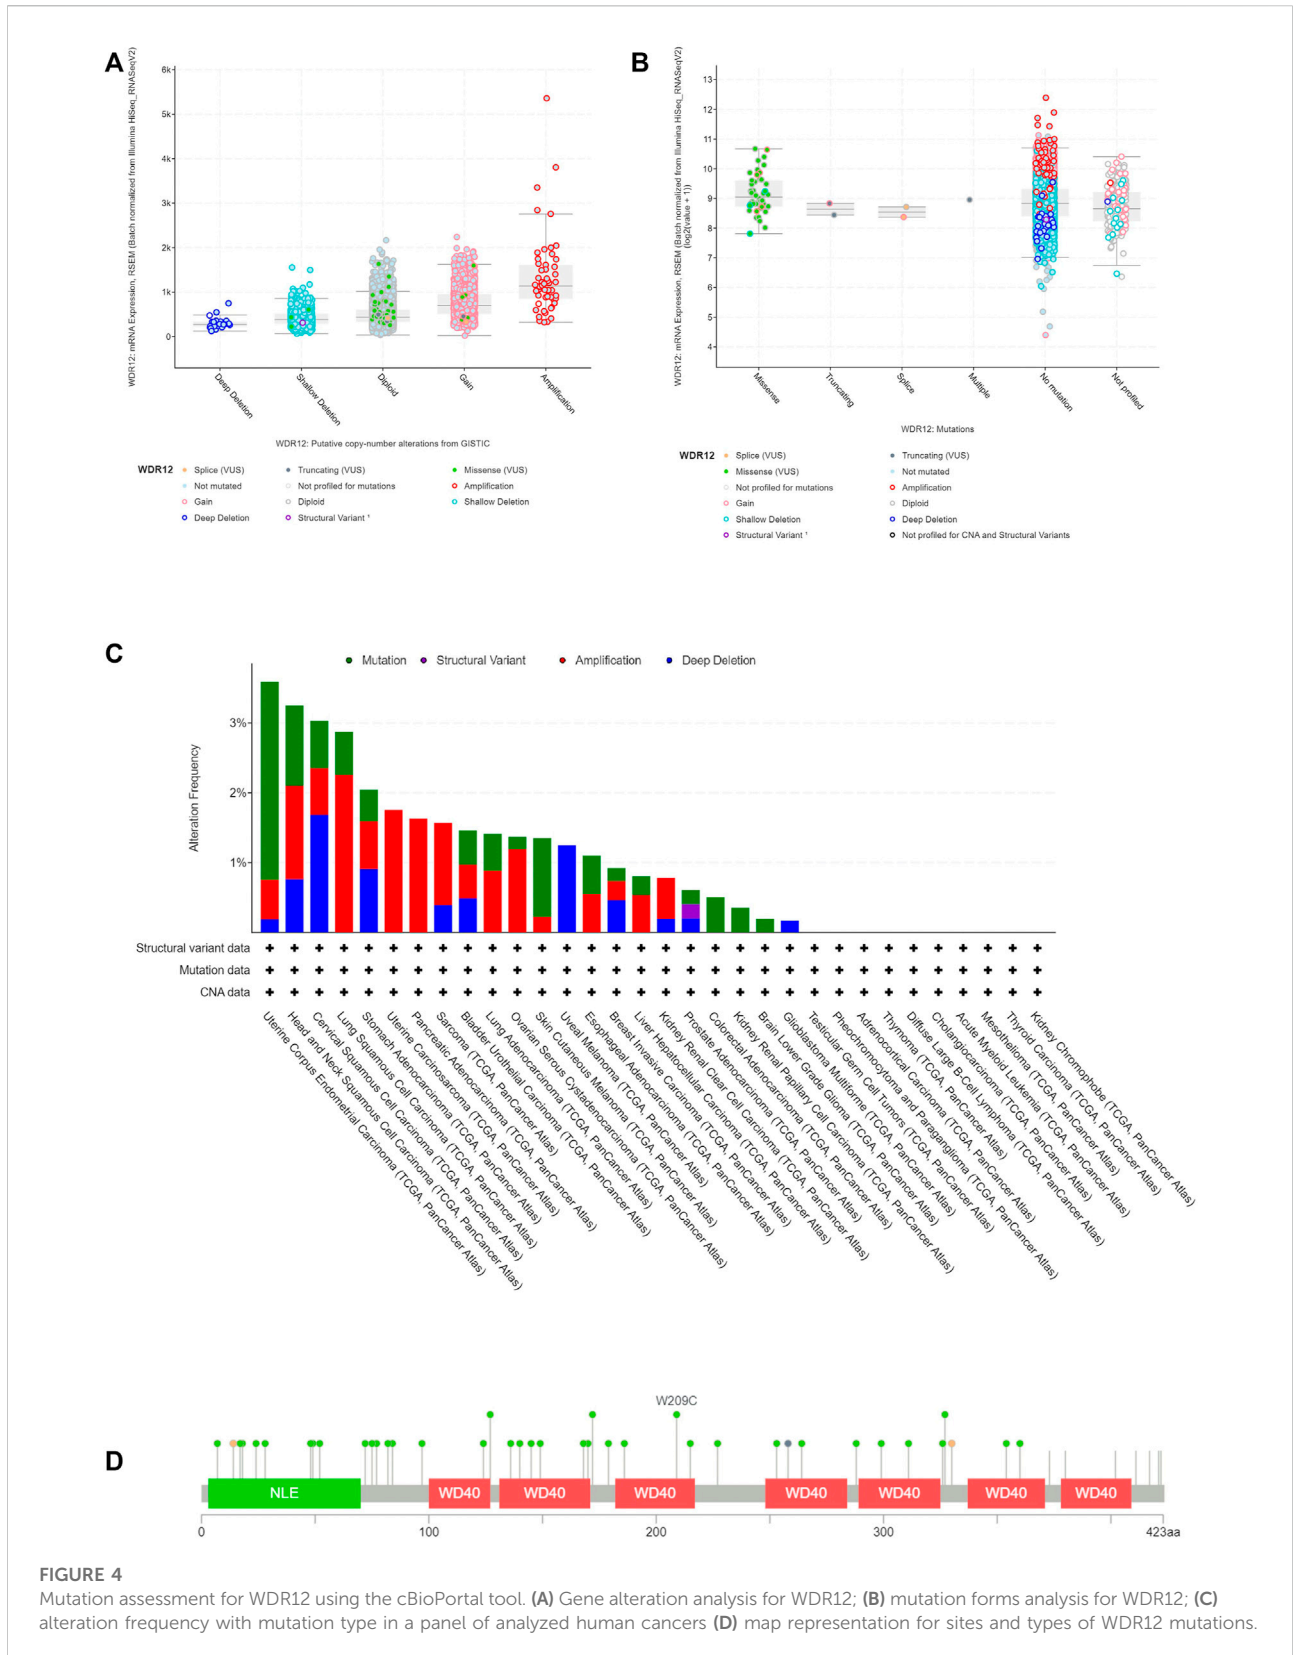 A
WDR12: mRNA Expression, RSEM (Batch normalized from Illumina HiSeq_RNASeqV2)
6k
5k
4k
3k
2k
1k
0
Deep Deletion
Shallow Deletion
Diploid
Gain
Amplification
WDR12: Putative copy-number alterations from GISTIC
WDR12
Splice (VUS)
Truncating (VUS)
Missense (VUS)
Not mutated
Not profiled for mutations
Amplification
Gain
Diploid
Shallow Deletion
Deep Deletion
Structural Variant ¹
B
WDR12: mRNA Expression, RSEM (Batch normalized from Illumina HiSeq_RNASeqV2)
(log2(value + 1))
13
12
11
10
9
8
7
6
5
4
Missense
Truncating
Splice
Multiple
No mutation
Not profiled
WDR12: Mutations
WDR12
Splice (VUS)
Truncating (VUS)
Missense (VUS)
Not mutated
Not profiled for mutations
Amplification
Gain
Diploid
Shallow Deletion
Deep Deletion
Structural Variant ¹
Not profiled for CNA and Structural Variants
C
Mutation
Structural Variant
Amplification
Deep Deletion
Alteration Frequency
3%
2%
1%
Structural variant data
Mutation data
CNA data
Uterine Corpus Endometrial Carcinoma (TCGA, PanCancer Atlas)
Head and Neck Squamous Cell Carcinoma (TCGA, PanCancer Atlas)
Cervical Squamous Cell Carcinoma (TCGA, PanCancer Atlas)
Lung Squamous Cell Carcinoma (TCGA, PanCancer Atlas)
Stomach Adenocarcinoma (TCGA, PanCancer Atlas)
Uterine Carcinosarcoma (TCGA, PanCancer Atlas)
Pancreatic Adenocarcinoma (TCGA, PanCancer Atlas)
Sarcoma (TCGA, PanCancer Atlas)
Bladder Urothelial Carcinoma (TCGA, PanCancer Atlas)
Lung Adenocarcinoma (TCGA, PanCancer Atlas)
Ovarian Serous Cystadenocarcinoma (TCGA, PanCancer Atlas)
Skin Cutaneous Melanoma (TCGA, PanCancer Atlas)
Uveal Melanoma (TCGA, PanCancer Atlas)
Esophageal Adenocarcinoma (TCGA, PanCancer Atlas)
Breast Invasive Carcinoma (TCGA, PanCancer Atlas)
Liver Hepatocellular Carcinoma (TCGA, PanCancer Atlas)
Kidney Renal Clear Cell Carcinoma (TCGA, PanCancer Atlas)
Prostate Adenocarcinoma (TCGA, PanCancer Atlas)
Colorectal Adenocarcinoma (TCGA, PanCancer Atlas)
Kidney Renal Papillary Cell Carcinoma (TCGA, PanCancer Atlas)
Brain Lower Grade Glioma (TCGA, PanCancer Atlas)
Glioblastoma Multiforme (TCGA, PanCancer Atlas)
Testicular Germ Cell Tumors (TCGA, PanCancer Atlas)
Pheochromocytoma and Paraganglioma (TCGA, PanCancer Atlas)
Adrenocortical Carcinoma (TCGA, PanCancer Atlas)
Thymoma (TCGA, PanCancer Atlas)
Diffuse Large B-Cell Lymphoma (TCGA, PanCancer Atlas)
Cholangiocarcinoma (TCGA, PanCancer Atlas)
Acute Myeloid Leukemia (TCGA, PanCancer Atlas)
Mesothelioma (TCGA, PanCancer Atlas)
Thyroid Carcinoma (TCGA, PanCancer Atlas)
Kidney Chromophobe (TCGA, PanCancer Atlas)
W209C
D
NLE
WD40
WD40
WD40
WD40
WD40
WD40
WD40
0
100
200
300
423aa
FIGURE 4
Mutation assessment for WDR12 using the cBioPortal tool. (A) Gene alteration analysis for WDR12; (B) mutation forms analysis for WDR12; (C)
alteration frequency with mutation type in a panel of analyzed human cancers (D) map representation for sites and types of WDR12 mutations.